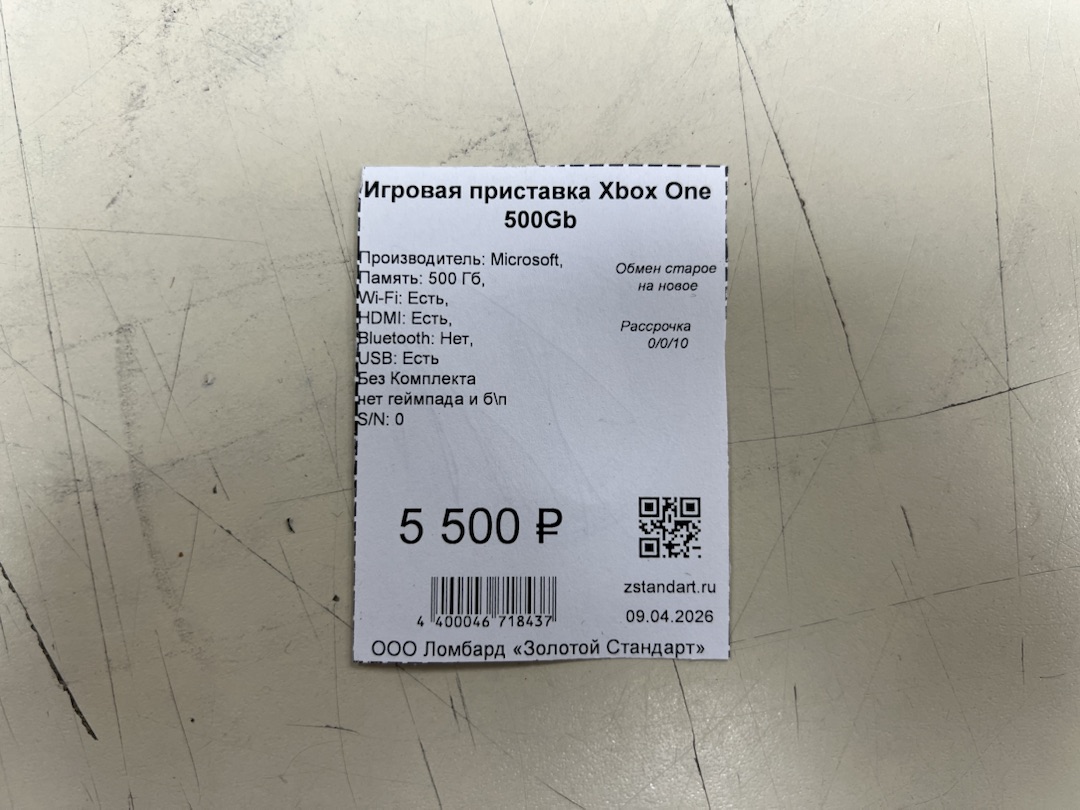 Игровая приставка Xbox One
500Gb
Производитель: Microsoft,
Память: 500 Гб,
Wi-Fi: Есть,
HDMI: Есть,
Bluetooth: Нет,
USB: Есть
Без Комплекта
нет геймпада и б\п
S/N: 0
Обмен старое
на новое
Рассрочка
0/0/10
5 500 ₽
zstandart.ru
4 400046 718437
09.04.2026
ООО Ломбард «Золотой Стандарт»